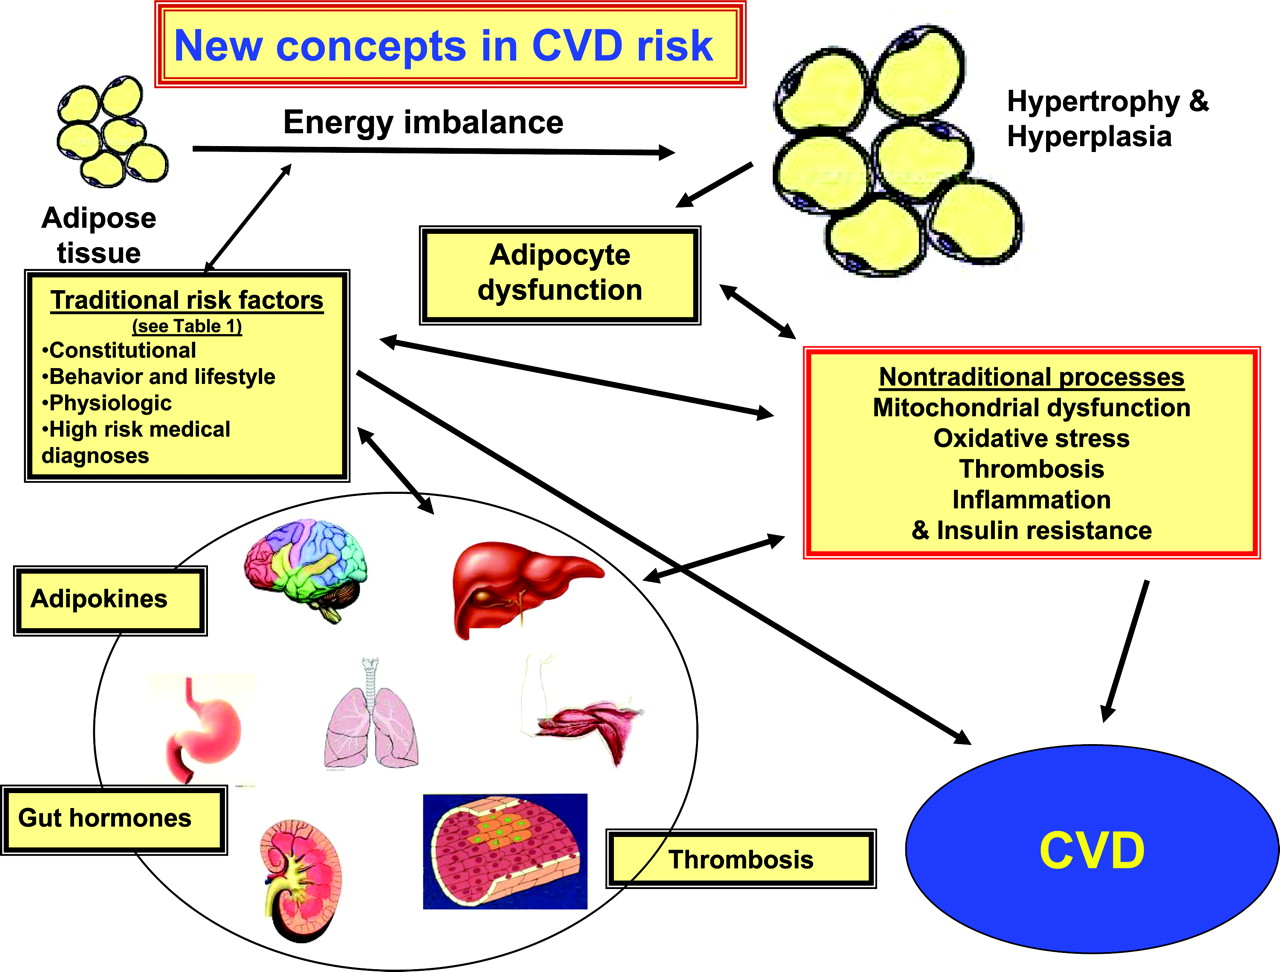 New concepts in CVD risk
Energy imbalance
Hypertrophy &
Hyperplasia
Adipose
tissue
Adipocyte
dysfunction
Traditional risk factors
(see Table 1)
•Constitutional
•Behavior and lifestyle
•Physiologic
•High risk medical
diagnoses
Nontraditional processes
Mitochondrial dysfunction
Oxidative stress
Thrombosis
Inflammation
& Insulin resistance
Adipokines
Gut hormones
Thrombosis
CVD